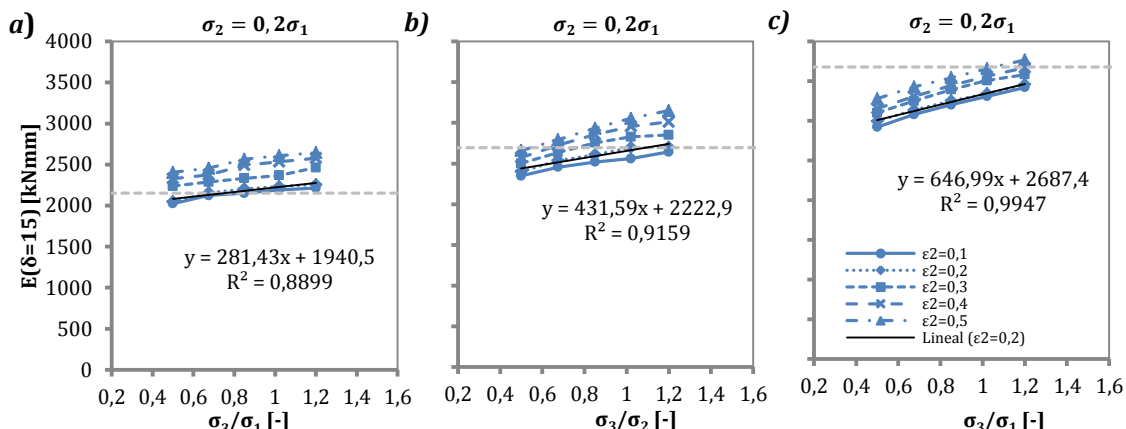 a)
σ₂ = 0, 2σ₁
E(δ=15) [kNmm]
4000
3500
3000
2500
2000
1500
1000
500
0
y = 281,43x + 1940,5
R² = 0,8899
0,2 0,4 0,6 0,8 1 1,2 1,4 1,6
σ₃/σ₁ [-]
b)
σ₂ = 0, 2σ₁
y = 431,59x + 2222,9
R² = 0,9159
0,2 0,4 0,6 0,8 1 1,2 1,4 1,6
σ₃/σ₂ [-]
c)
σ₂ = 0, 2σ₁
y = 646,99x + 2687,4
R² = 0,9947
ε2=0,1
ε2=0,2
ε2=0,3
ε2=0,4
ε2=0,5
Lineal (ε2=0,2)
0,2 0,4 0,6 0,8 1 1,2 1,4 1,6
σ₃/σ₁ [-]